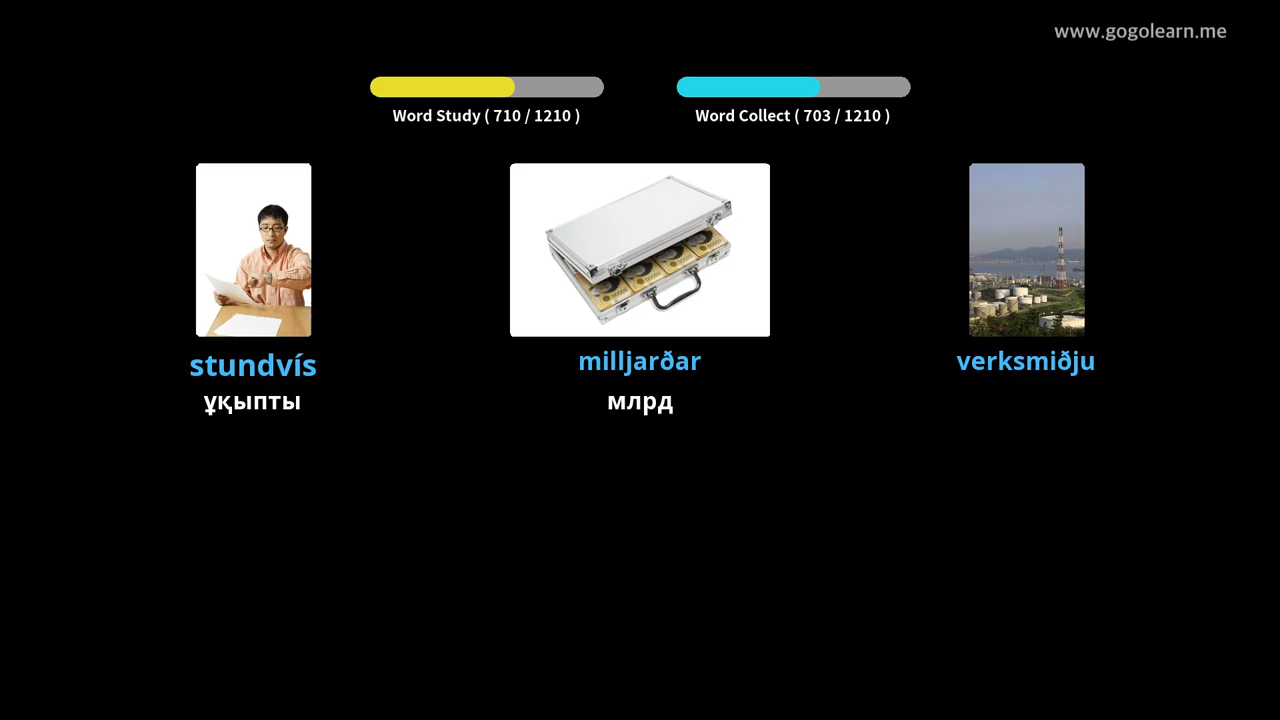 www.gogolearn.me
Word Study ( 710 / 1210 )
Word Collect ( 703 / 1210 )
stundvís
milljarðar
verksmiðju
ұқыпты
млрд